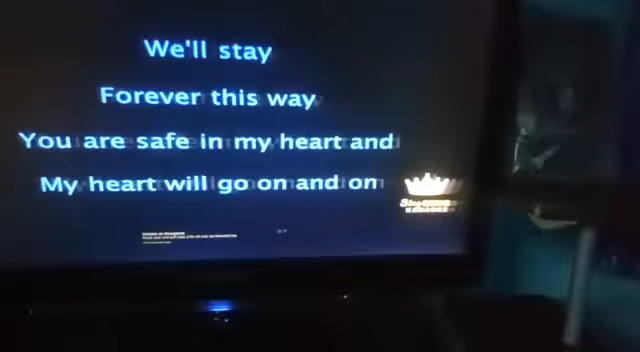 We'll stay
Forever this way
You are safe in my heart and
My heart will go on and on